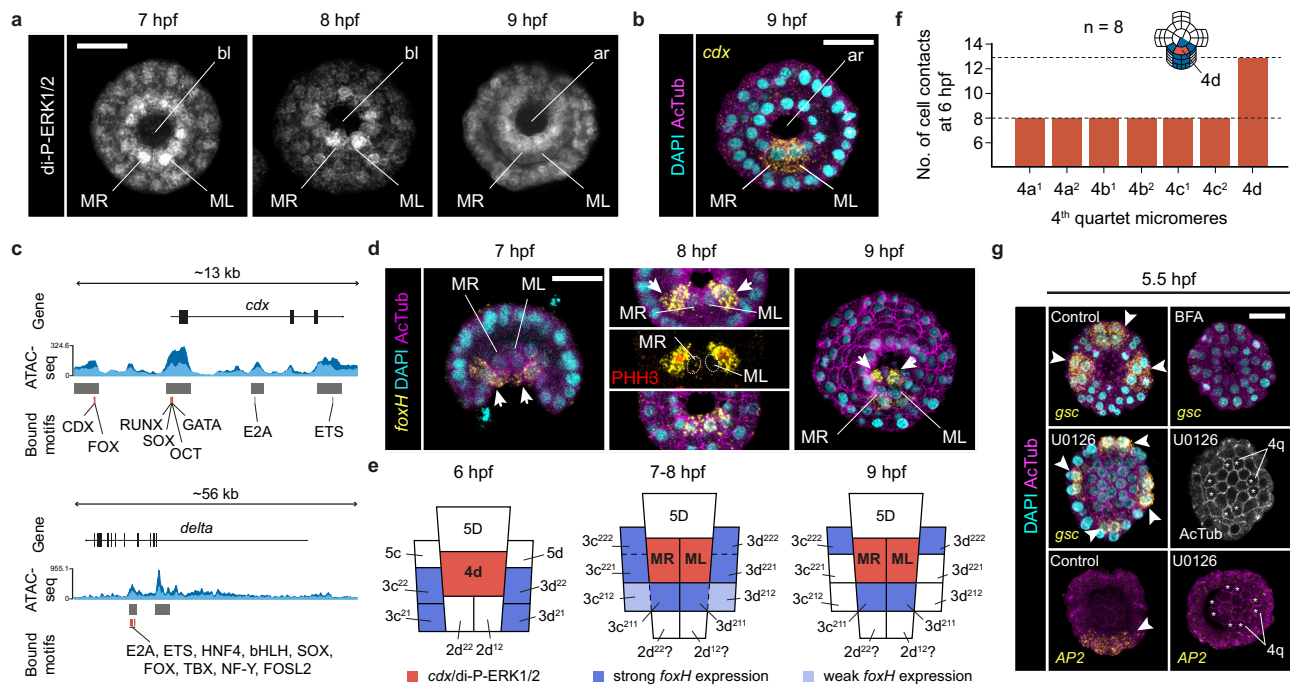 a
7 hpf
8 hpf
9 hpf
di-P-ERK1/2
bl
MR
ML
bl
MR
ML
ar
MR
ML
b
9 hpf
DAPI AcTub
cdx
ar
MR
ML
c
~13 kb
Gene
cdx
ATAC-
seq
324.6
0
Bound
motifs
CDX
FOX
RUNX
SOX
OCT
GATA
E2A
ETS
~56 kb
Gene
delta
ATAC-
seq
955.1
0
Bound
motifs
E2A, ETS, HNF4, bHLH, SOX,
FOX, TBX, NF-Y, FOSL2
d
7 hpf
8 hpf
9 hpf
foxH DAPI AcTub
MR
ML
MR
ML
MR
PHH3
ML
MR
ML
e
6 hpf
7-8 hpf
9 hpf
5D
5c
5d
4d
3c²²
3d²²
3c²¹
3d²¹
2d²² 2d¹²
5D
3c²²²
3d²²²
MR
ML
3c²²¹
3d²²¹
3c²¹²
3d²¹²
3c²¹¹
3d²¹¹
2d²²? 2d¹²?
5D
3c²²²
3d²²²
MR
ML
3c²²¹
3d²²¹
3c²¹²
3d²¹²
3c²¹¹
3d²¹¹
2d²²? 2d¹²?
cdx/di-P-ERK1/2
strong foxH expression
weak foxH expression
f
n = 8
4d
No. of cell contacts
at 6 hpf
14
12
10
8
6
4a¹
4a²
4b¹
4b²
4c¹
4c²
4d
4th quartet micromeres
g
5.5 hpf
DAPI AcTub
Control
gsc
BFA
gsc
U0126
gsc
U0126
4q
AcTub
Control
AP2
U0126
4q
AP2